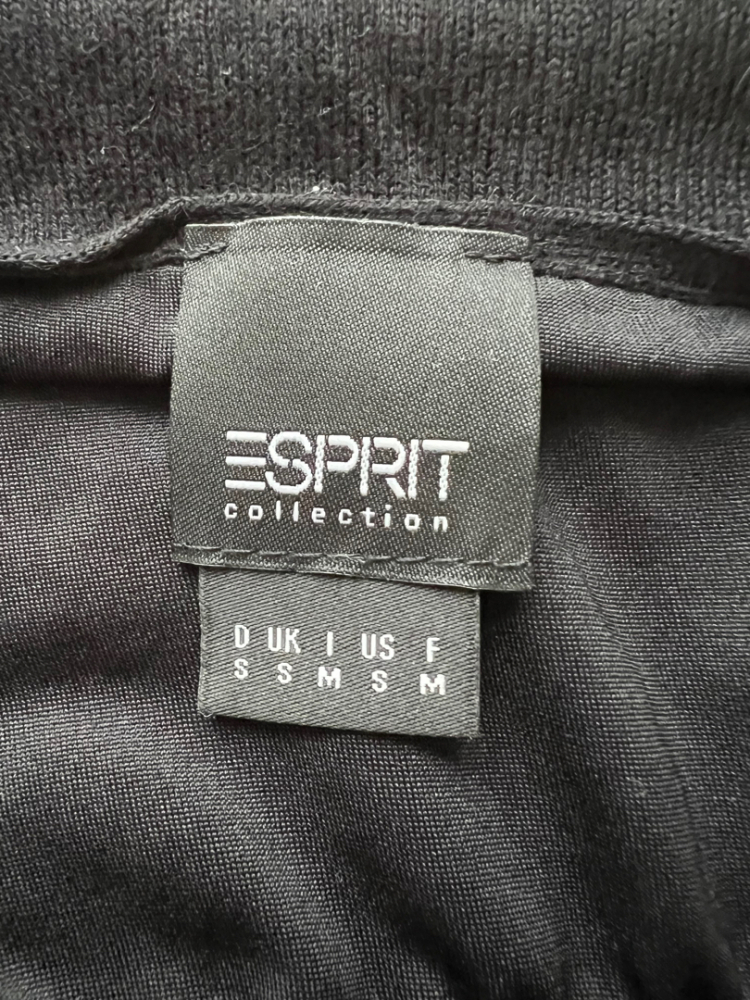 ESPRIT
collection
D UK I US F
S S M S M